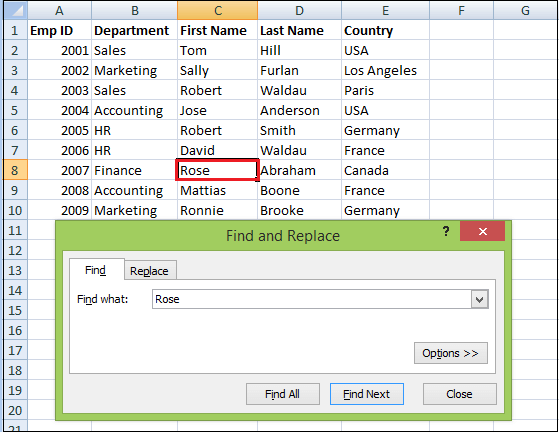 A B C D E F G
1 Emp ID Department First Name Last Name Country
2 2001 Sales Tom Hill USA
3 2002 Marketing Sally Furlan Los Angeles
4 2003 Sales Robert Waldau Paris
5 2004 Accounting Jose Anderson USA
6 2005 HR Robert Smith Germany
7 2006 HR David Waldau France
8 2007 Finance Rose Abraham Canada
9 2008 Accounting Mattias Boone France
10 2009 Marketing Ronnie Brooke Germany
11
12 Find and Replace ? x
13
14 Find Replace
15 Find what: Rose
16
17
18 Options >>
19
20 Find All Find Next Close
21